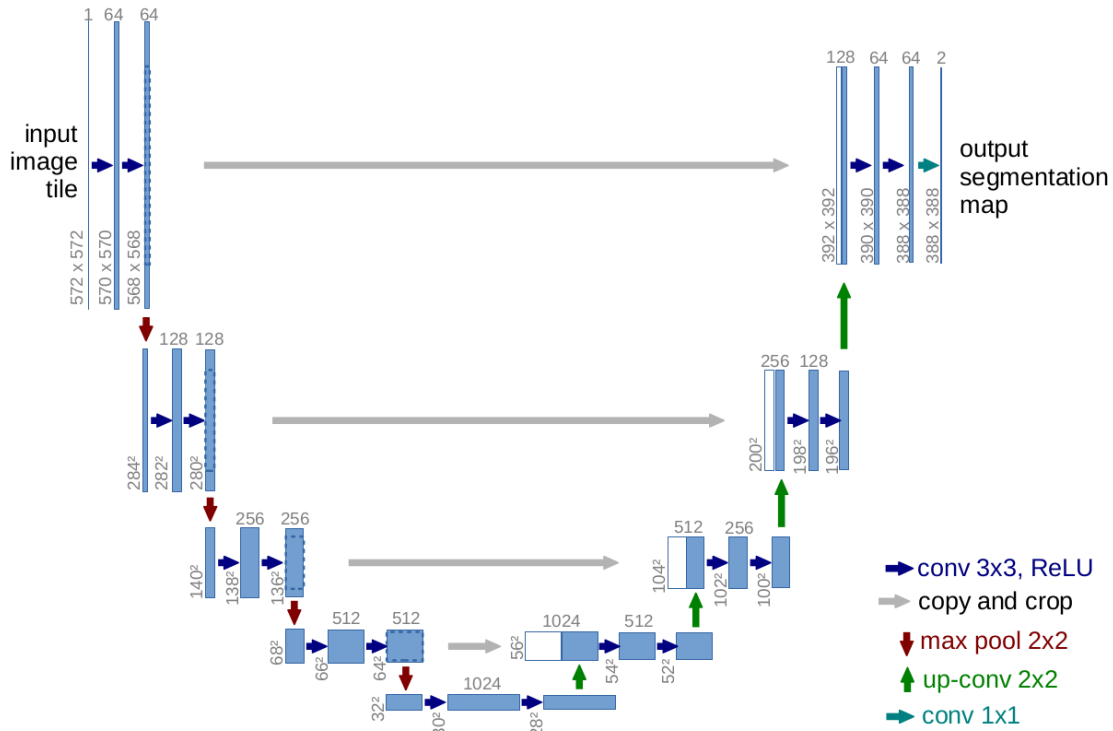 1 64 64
128 64 64 2
input
image
tile
output
segmentation
map
572 x 572
570 x 570
568 x 568
392 x 392
390 x 390
388 x 388
388 x 388
128 128
256 128
284²
282²
280²
200²
198²
196²
256 256
512 256
140²
138²
136²
104²
102²
100²
512 512
1024 512
68²
66²
64²
56²
54²
52²
1024
32²
30²
28²
conv 3x3, ReLU
copy and crop
max pool 2x2
up-conv 2x2
conv 1x1